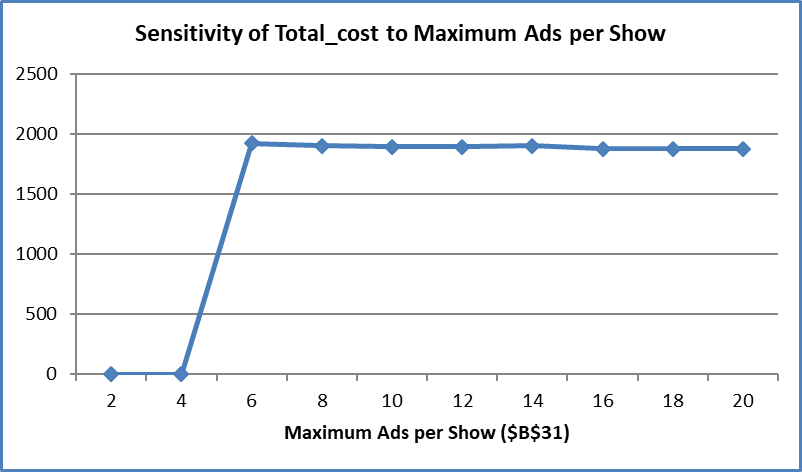 Sensitivity of Total_cost to Maximum Ads per Show
2500
2000
1500
1000
500
0
2 4 6 8 10 12 14 16 18 20
Maximum Ads per Show ($B$31)